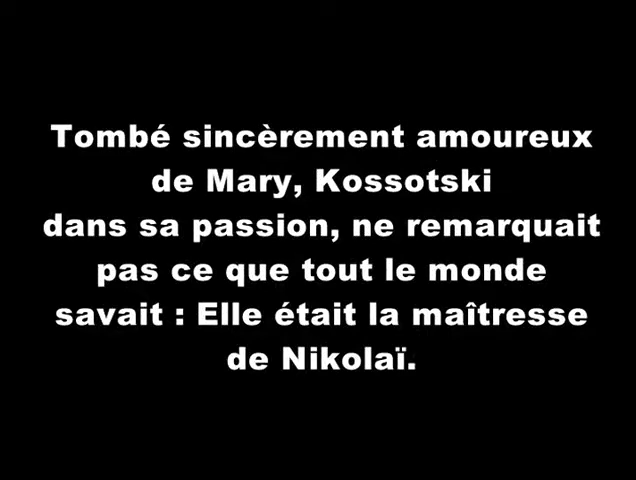 Tombé sincèrement amoureux
de Mary, Kossotski
dans sa passion, ne remarquait
pas ce que tout le monde
savait : Elle était la maîtresse
de Nikolaï.